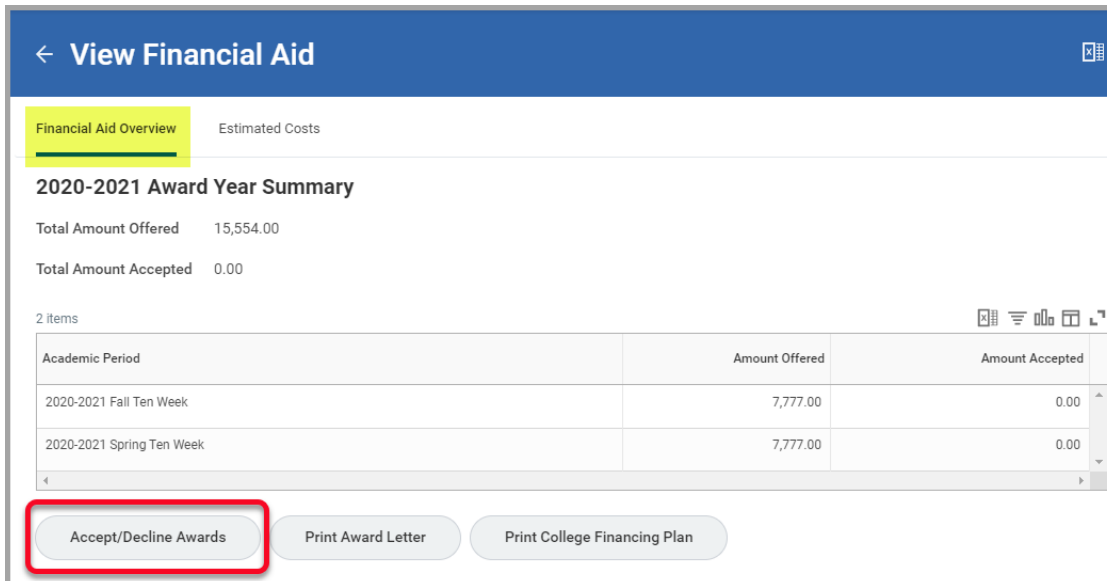 View Financial Aid
Financial Aid Overview Estimated Costs
2020-2021 Award Year Summary
Total Amount Offered 15,554.00
Total Amount Accepted 0.00
2 items
Academic Period Amount Offered Amount Accepted
2020-2021 Fall Ten Week 7,777.00 0.00
2020-2021 Spring Ten Week 7,777.00 0.00
Accept/Decline Awards Print Award Letter Print College Financing Plan